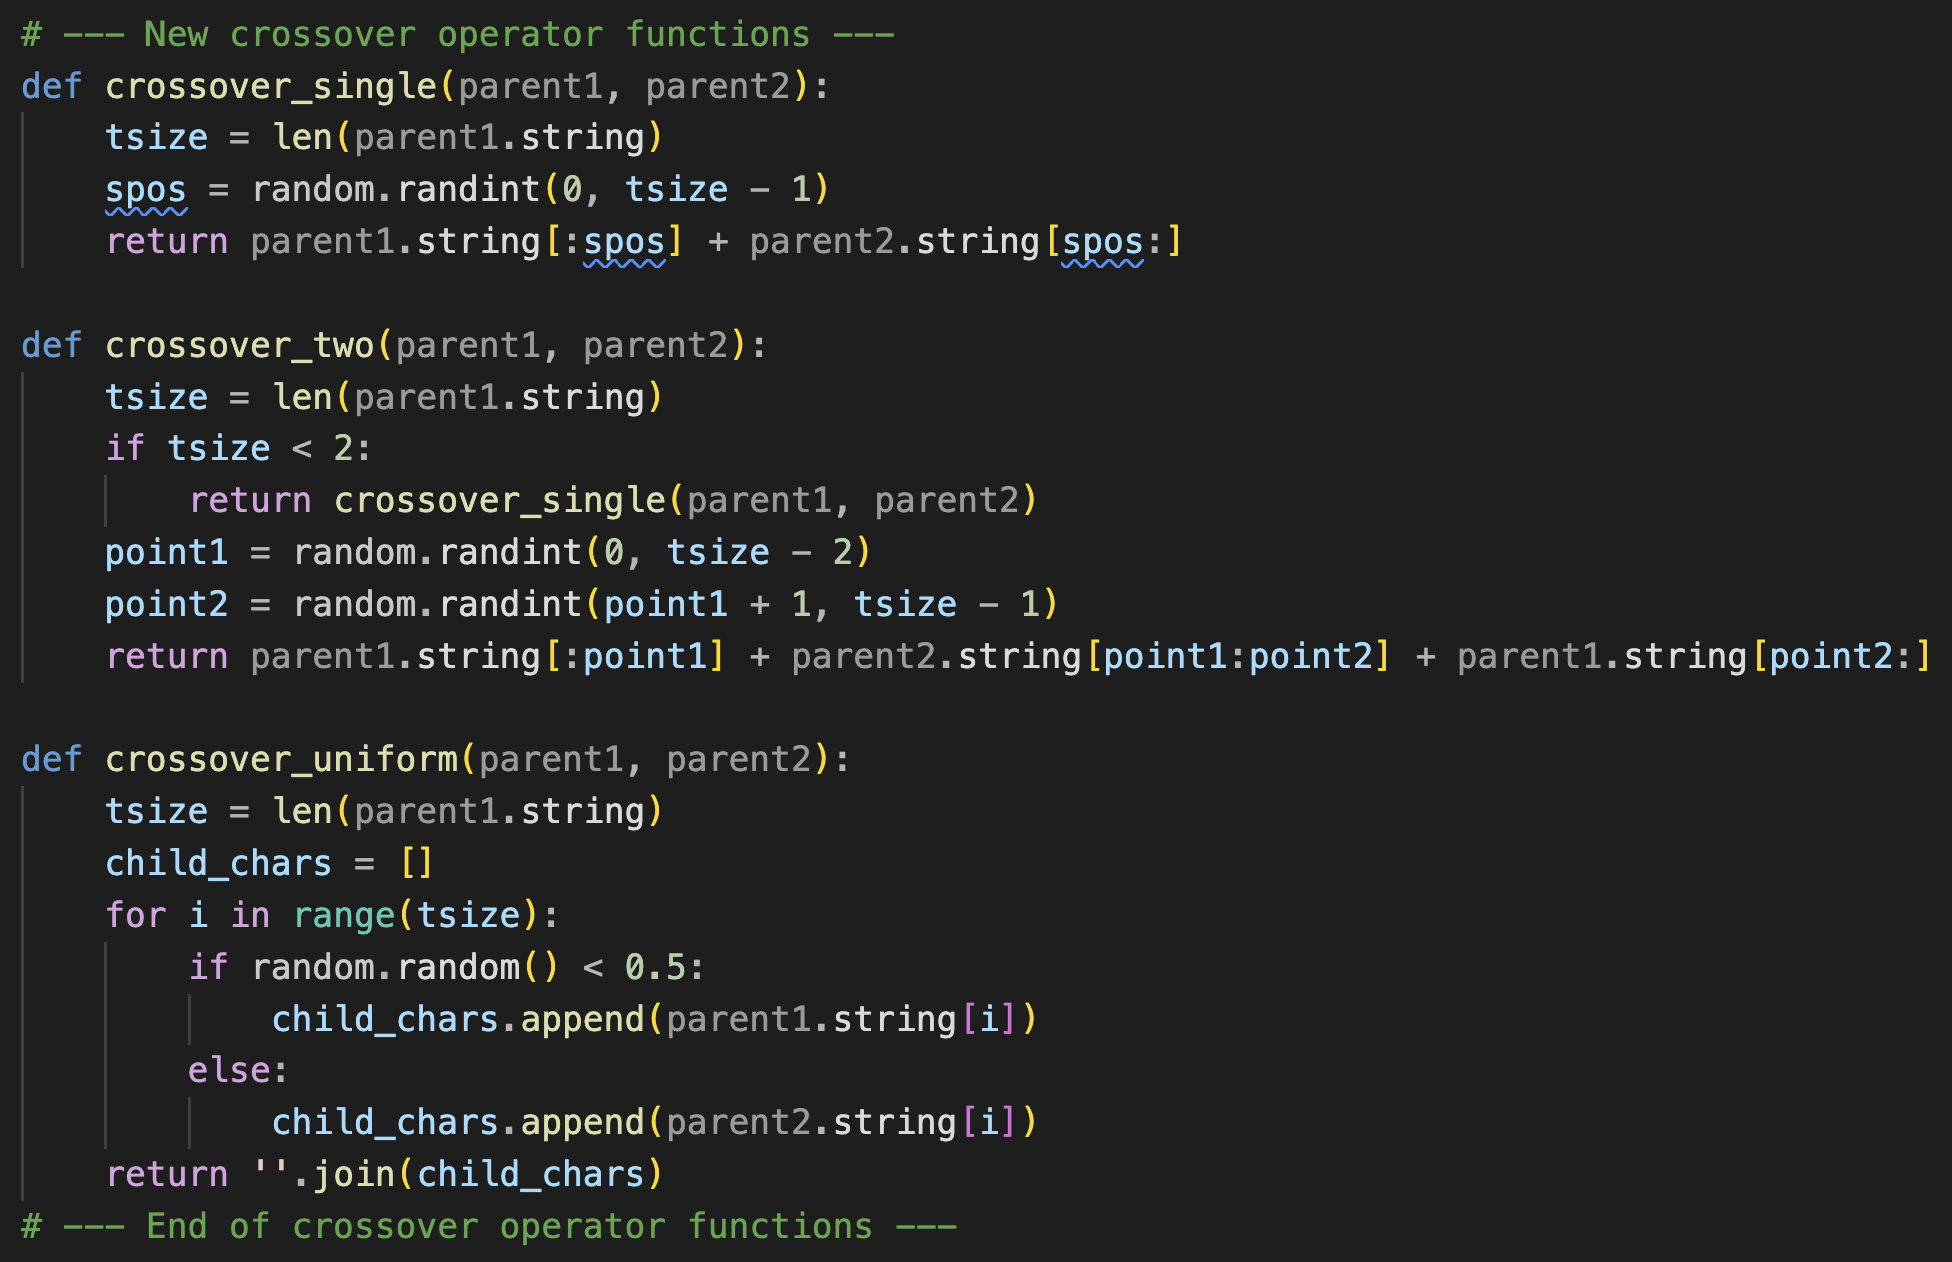 # --- New crossover operator functions ---
def crossover_single(parent1, parent2):
    tsize = len(parent1.string)
    spos = random.randint(0, tsize - 1)
    return parent1.string[:spos] + parent2.string[spos:]

def crossover_two(parent1, parent2):
    tsize = len(parent1.string)
    if tsize < 2:
        return crossover_single(parent1, parent2)
    point1 = random.randint(0, tsize - 2)
    point2 = random.randint(point1 + 1, tsize - 1)
    return parent1.string[:point1] + parent2.string[point1:point2] + parent1.string[point2:]

def crossover_uniform(parent1, parent2):
    tsize = len(parent1.string)
    child_chars = []
    for i in range(tsize):
        if random.random() < 0.5:
            child_chars.append(parent1.string[i])
        else:
            child_chars.append(parent2.string[i])
    return ''.join(child_chars)
# --- End of crossover operator functions ---